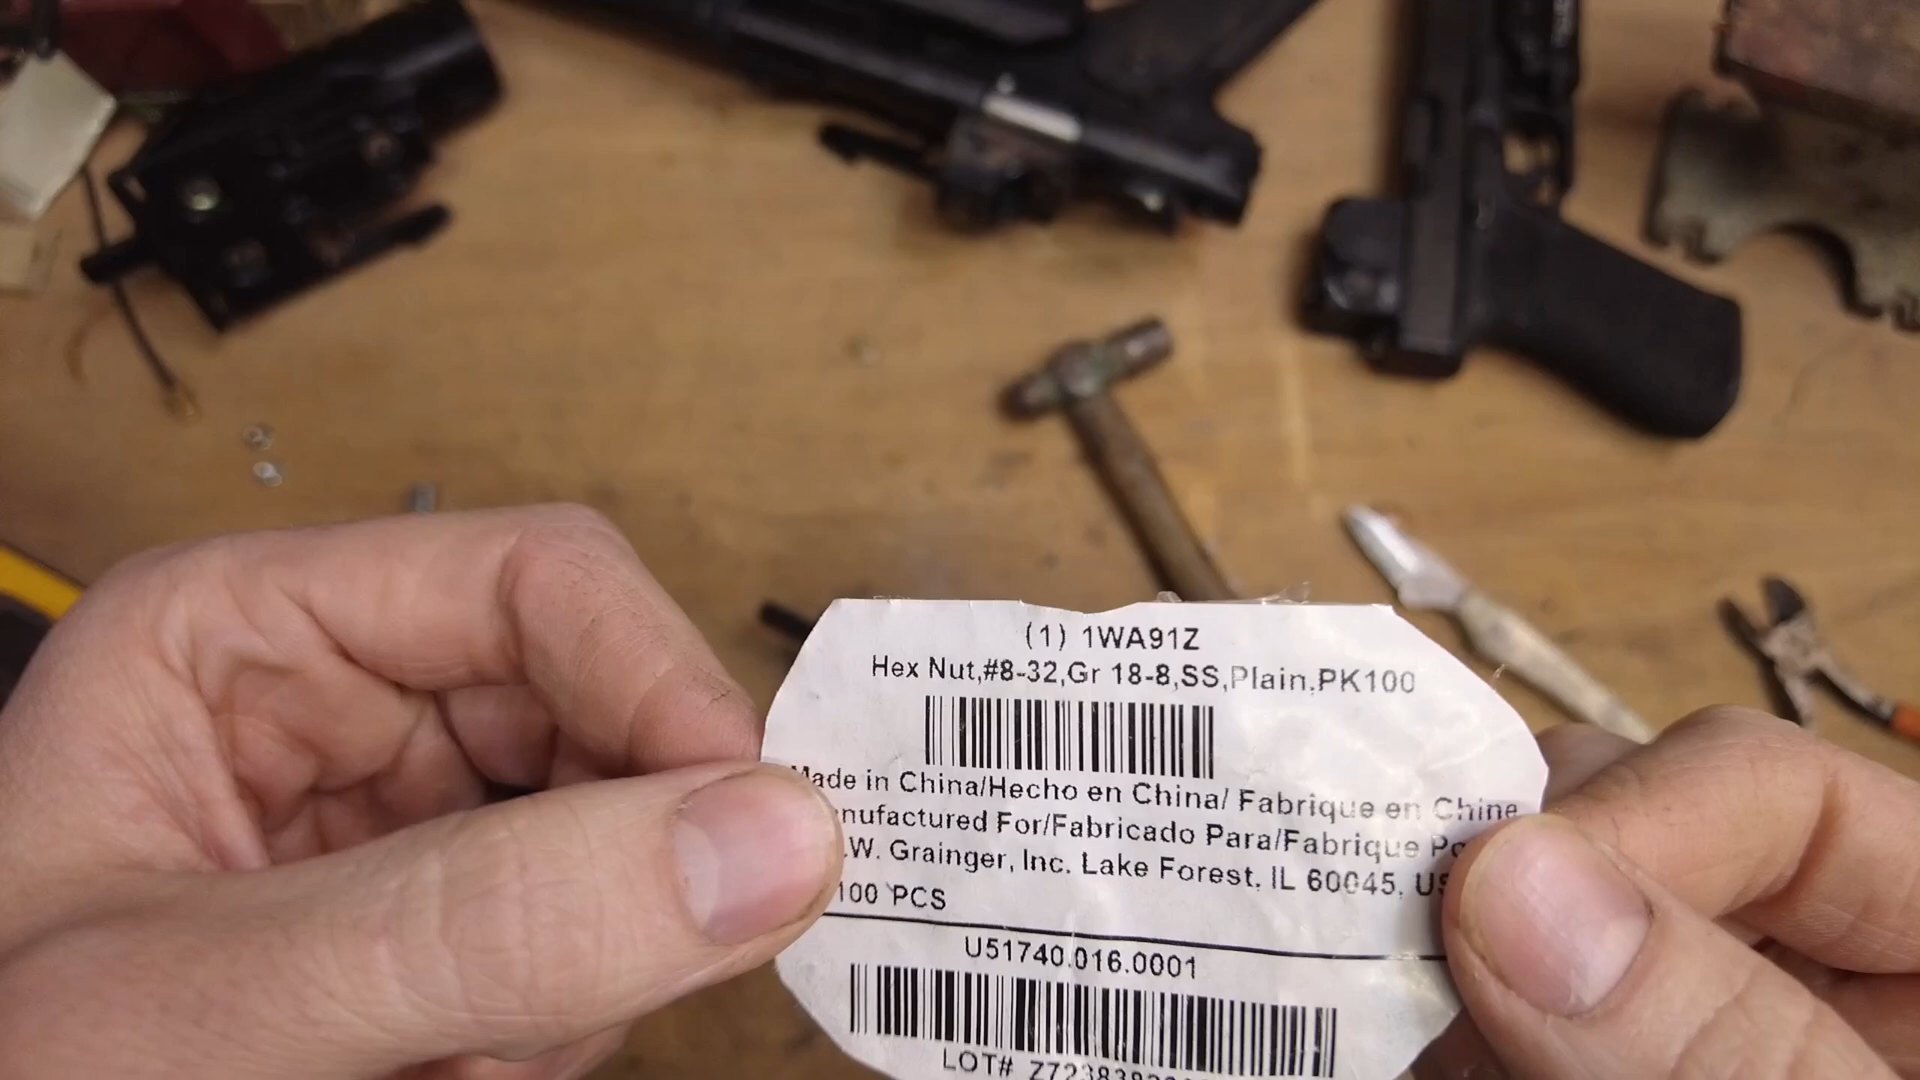 (1) 1WA91Z
Hex Nut,#8-32,Gr 18-8,SS,Plain,PK100
Made in China/Hecho en China/ Fabrique en Chine
nufactured For/Fabricado Para/Fabrique Po
.W. Grainger, Inc. Lake Forest, IL 60045, US
100 PCS
U51740.016.0001
LOT#